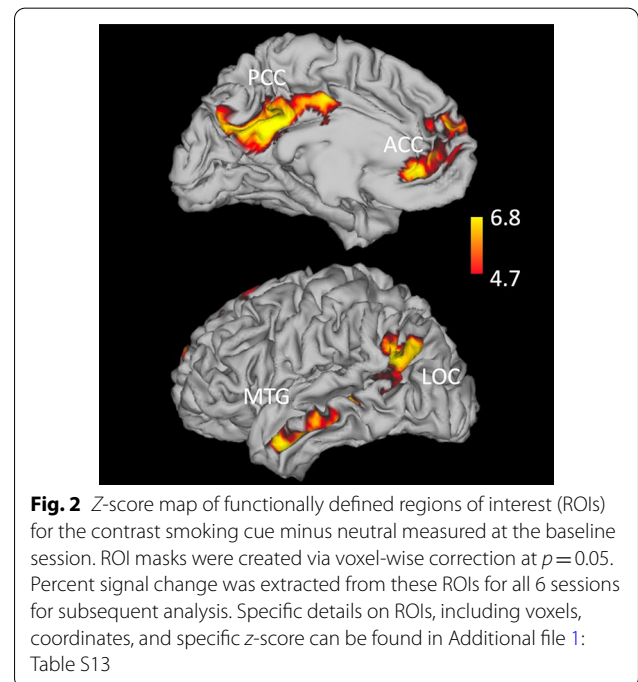 PCC
ACC
6.8
4.7
LOC
MTG
Fig. 2 Z-score map of functionally defined regions of interest (ROIs)
for the contrast smoking cue minus neutral measured at the baseline
session. ROI masks were created via voxel-wise correction at p = 0.05.
Percent signal change was extracted from these ROIs for all 6 sessions
for subsequent analysis. Specific details on ROIs, including voxels,
coordinates, and specific z-score can be found in Additional file 1:
Table S13